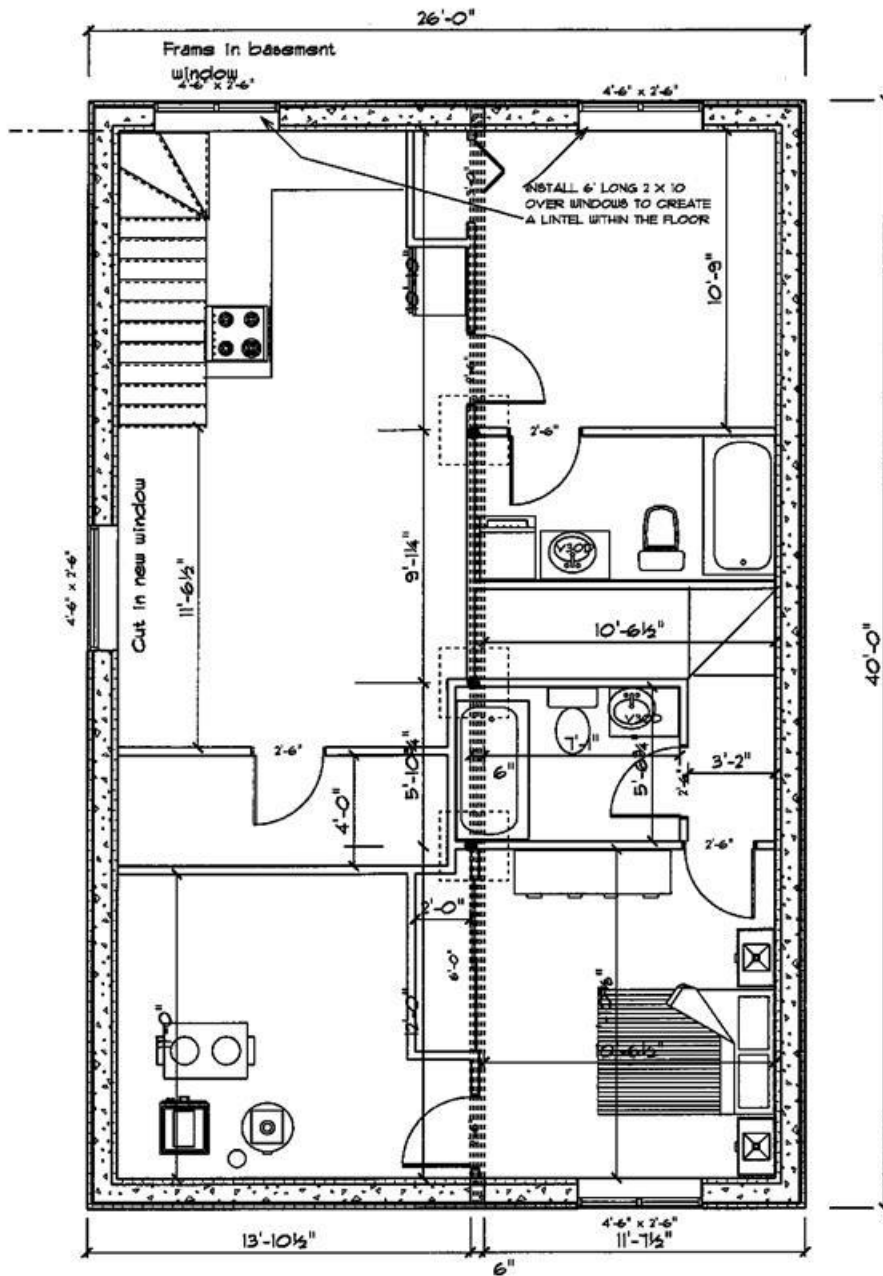 26'-0"
Frame in basement
window
4'-6" x 2'-6"
4'-6" x 2'-6"
INSTALL 6' LONG 2 X 10
OVER WINDOWS TO CREATE
A LINTEL WITHIN THE FLOOR
10'-10"
10'-9"
2'-6"
Cut in new window
4'-6" x 2'-6"
11'-6½"
9'-1¼"
V30D
10'-6½"
40'-0"
V30D
7'-1"
2'-6"
3'-2"
6"
2'-6"
4'-0"
2'-6"
2'-0"
6'-0"
12'-0"
4'-6" x 2'-6"
13'-10½"
11'-7½"
6"